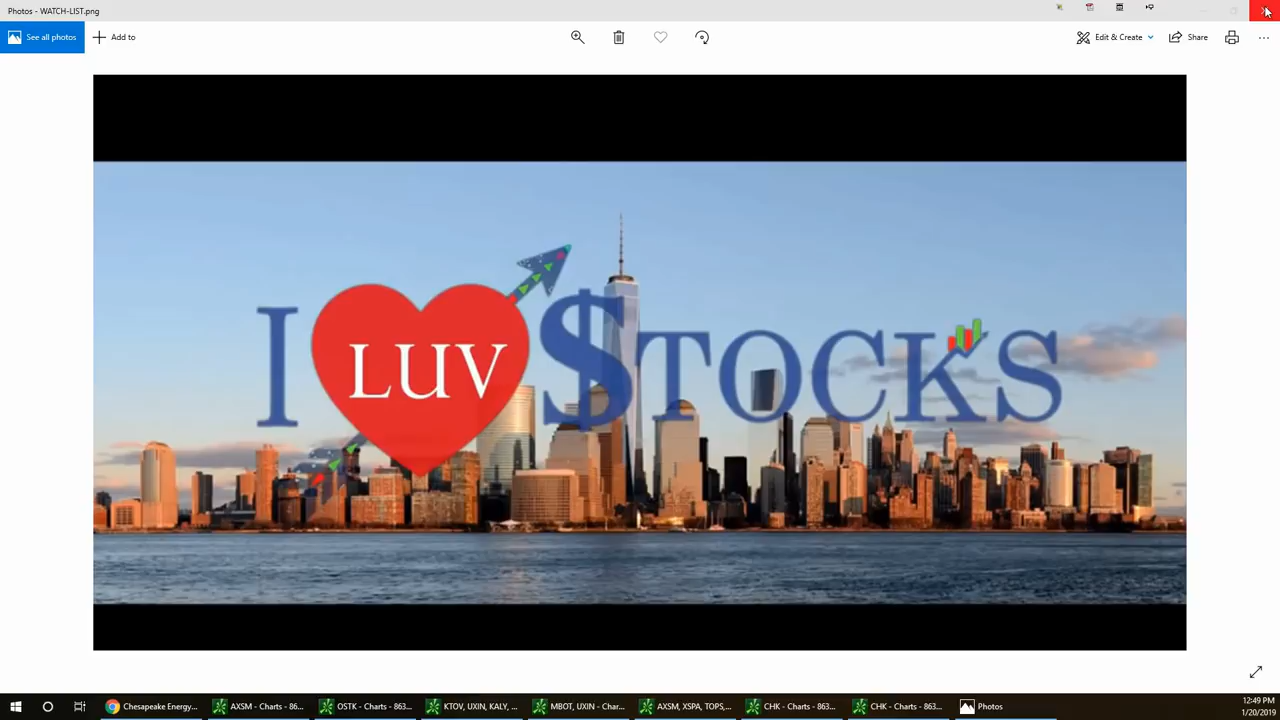 Photos - WATCH-LIST.png
See all photos
Add to
Edit & Create
Share
I LUV $TOCKS
Chesapeake Energy...
AXSM - Charts - 86...
OSTK - Charts - 863...
KTOV, UXIN, KALY, ...
MBOT, UXIN - Char...
AXSM, XSPA, TOPS,...
CHK - Charts - 863...
CHK - Charts - 863...
Photos
12:49 PM
1/20/2019